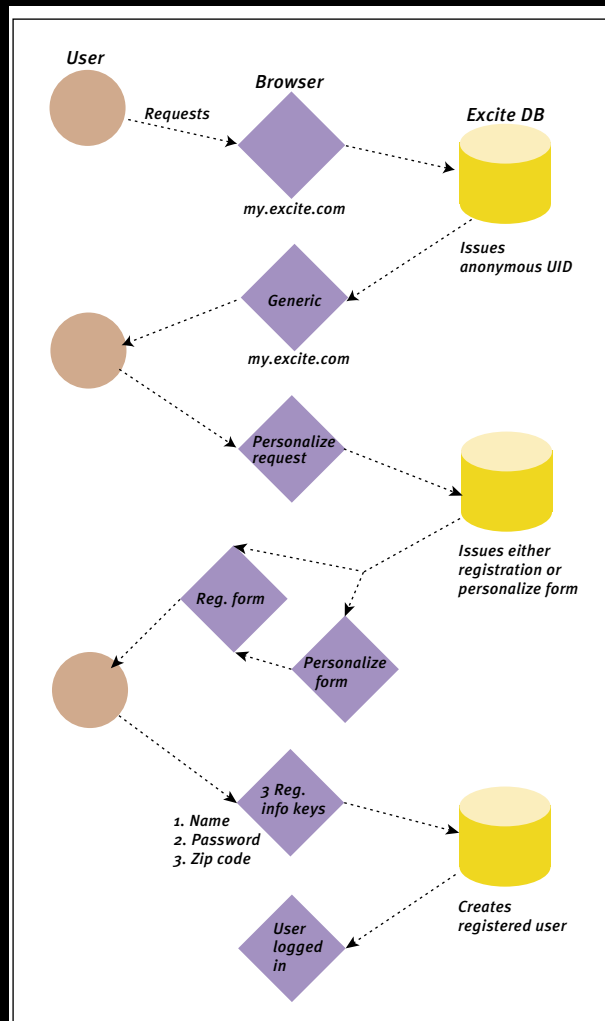 User
Browser
Excite DB
Requests
my.excite.com
Issues
anonymous UID
Generic
my.excite.com
Personalize
request
Issues either
registration or
personalize form
Reg. form
Personalize
form
3 Reg.
info keys
1. Name
2. Password
3. Zip code
Creates
registered user
User
logged
in